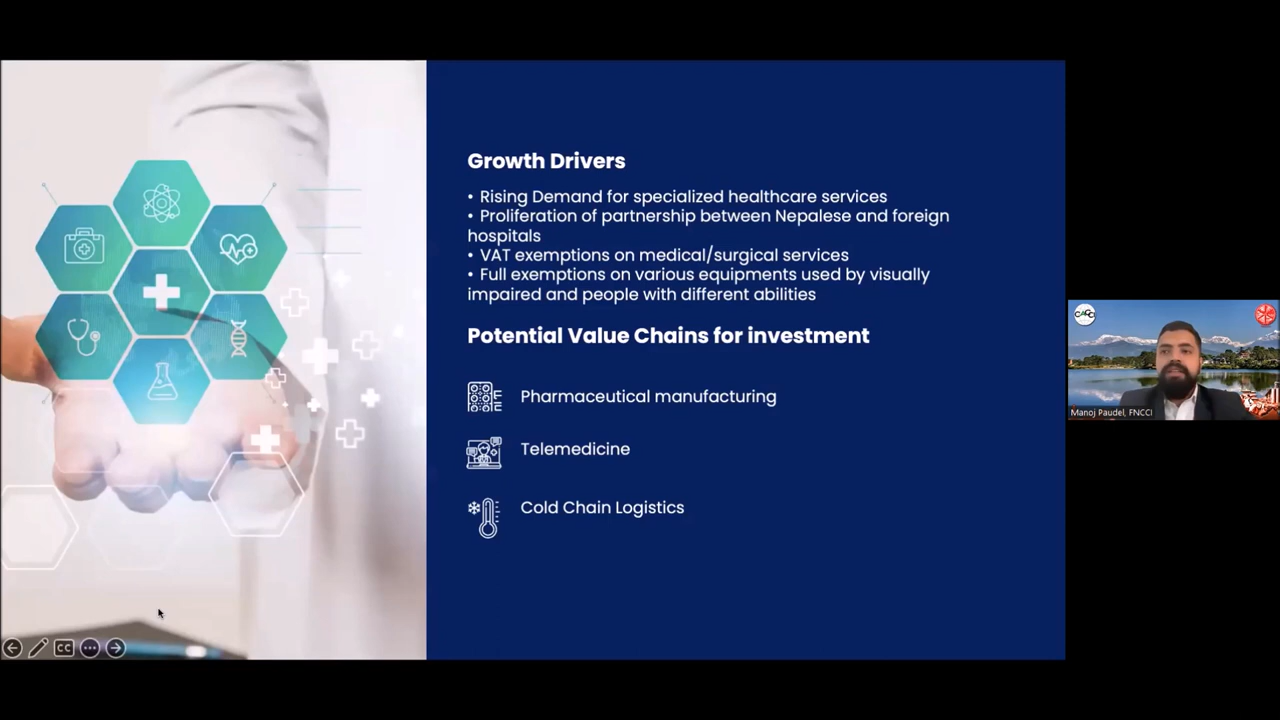 Growth Drivers
• Rising Demand for specialized healthcare services
• Proliferation of partnership between Nepalese and foreign
hospitals
• VAT exemptions on medical/surgical services
• Full exemptions on various equipments used by visually
impaired and people with different abilities
Potential Value Chains for investment
Pharmaceutical manufacturing
Telemedicine
Cold Chain Logistics
CACCI
Manoj Paudel, FNCCI
CC